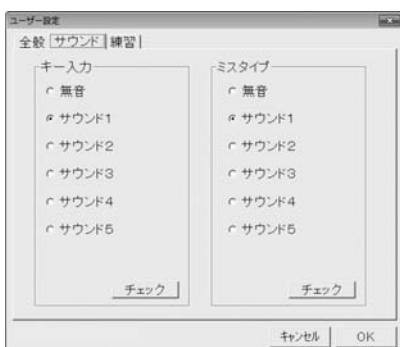 ユーザー設定
全般 サウンド 練習
キー入力
無音
サウンド1
サウンド2
サウンド3
サウンド4
サウンド5
チェック
ミスタイプ
無音
サウンド1
サウンド2
サウンド3
サウンド4
サウンド5
チェック
キャンセル OK